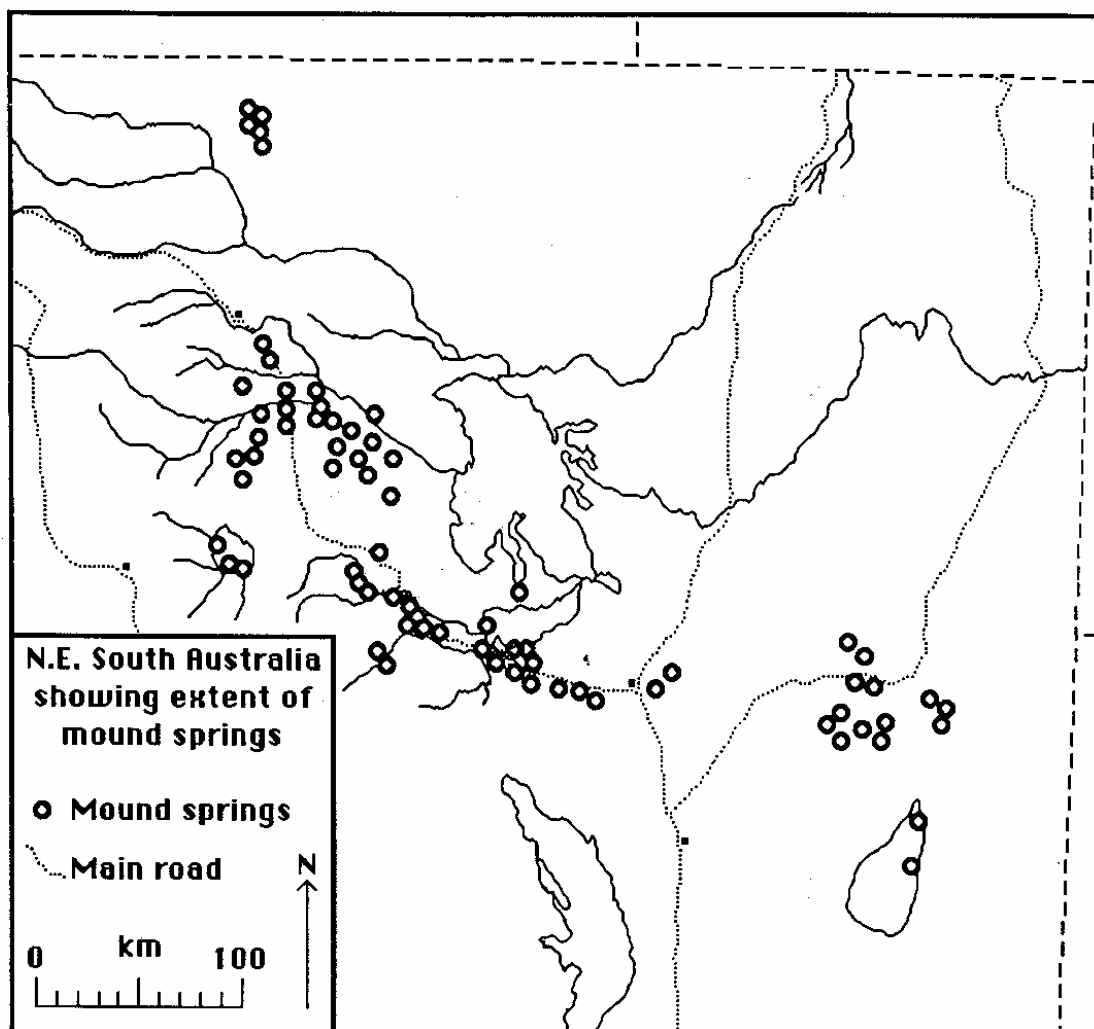 N.E. South Australia
showing extent of
mound springs
Mound springs
Main road
N
km
0 100